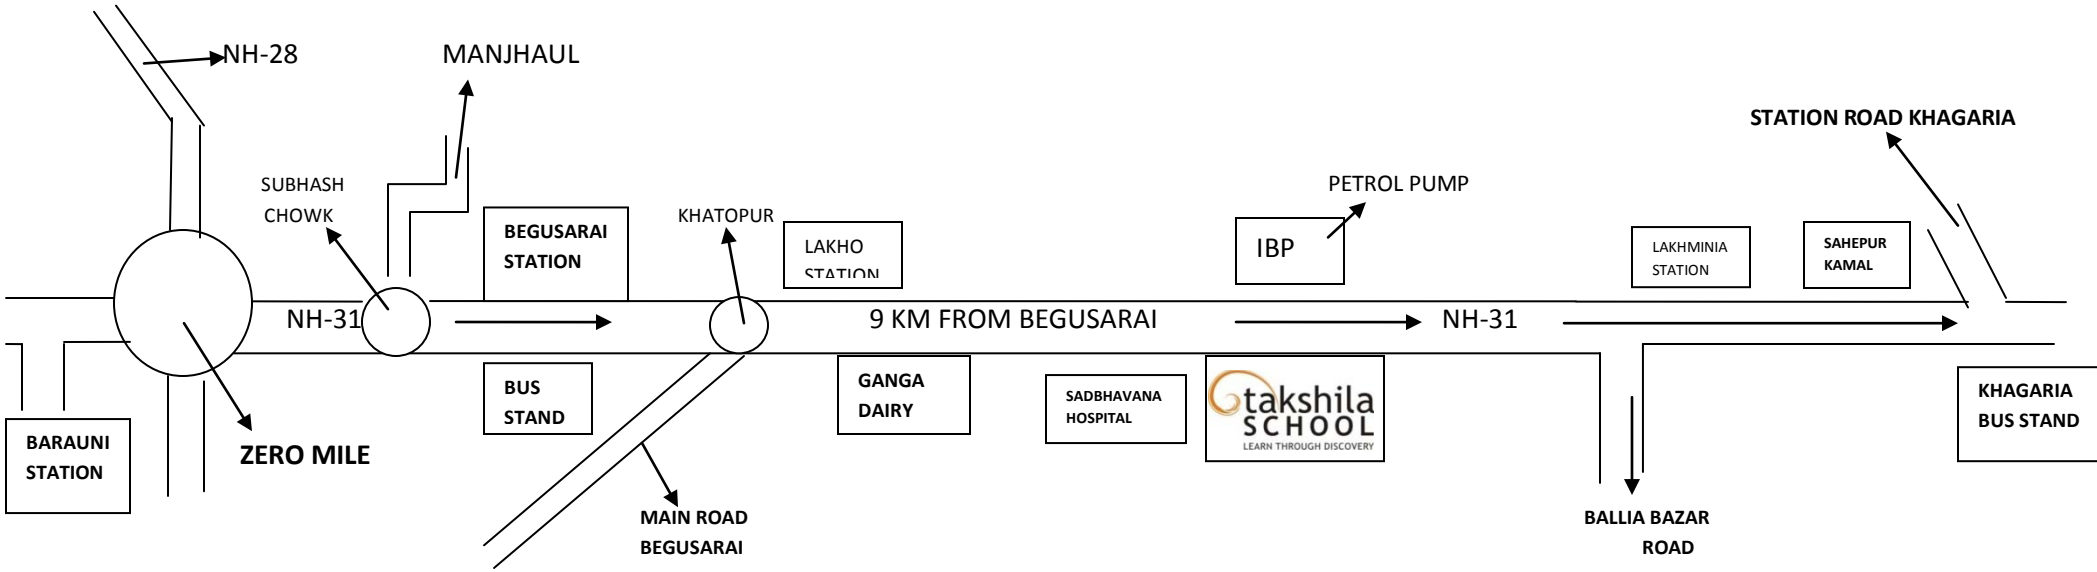 NH-28
MANJHAUL
STATION ROAD KHAGARIA
SUBHASH
CHOWK
PETROL PUMP
KHATOPUR
BEGUSARAI
STATION
LAKHO
STATION
IBP
LAKHMINIA
STATION
SAHEPUR
KAMAL
NH-31
9 KM FROM BEGUSARAI
NH-31
BARAUNI
STATION
ZERO MILE
BUS
STAND
GANGA
DAIRY
SADBHAVANA
HOSPITAL
takshila
SCHOOL
LEARN THROUGH DISCOVERY
KHAGARIA
BUS STAND
MAIN ROAD
BEGUSARAI
BALLIA BAZAR
ROAD